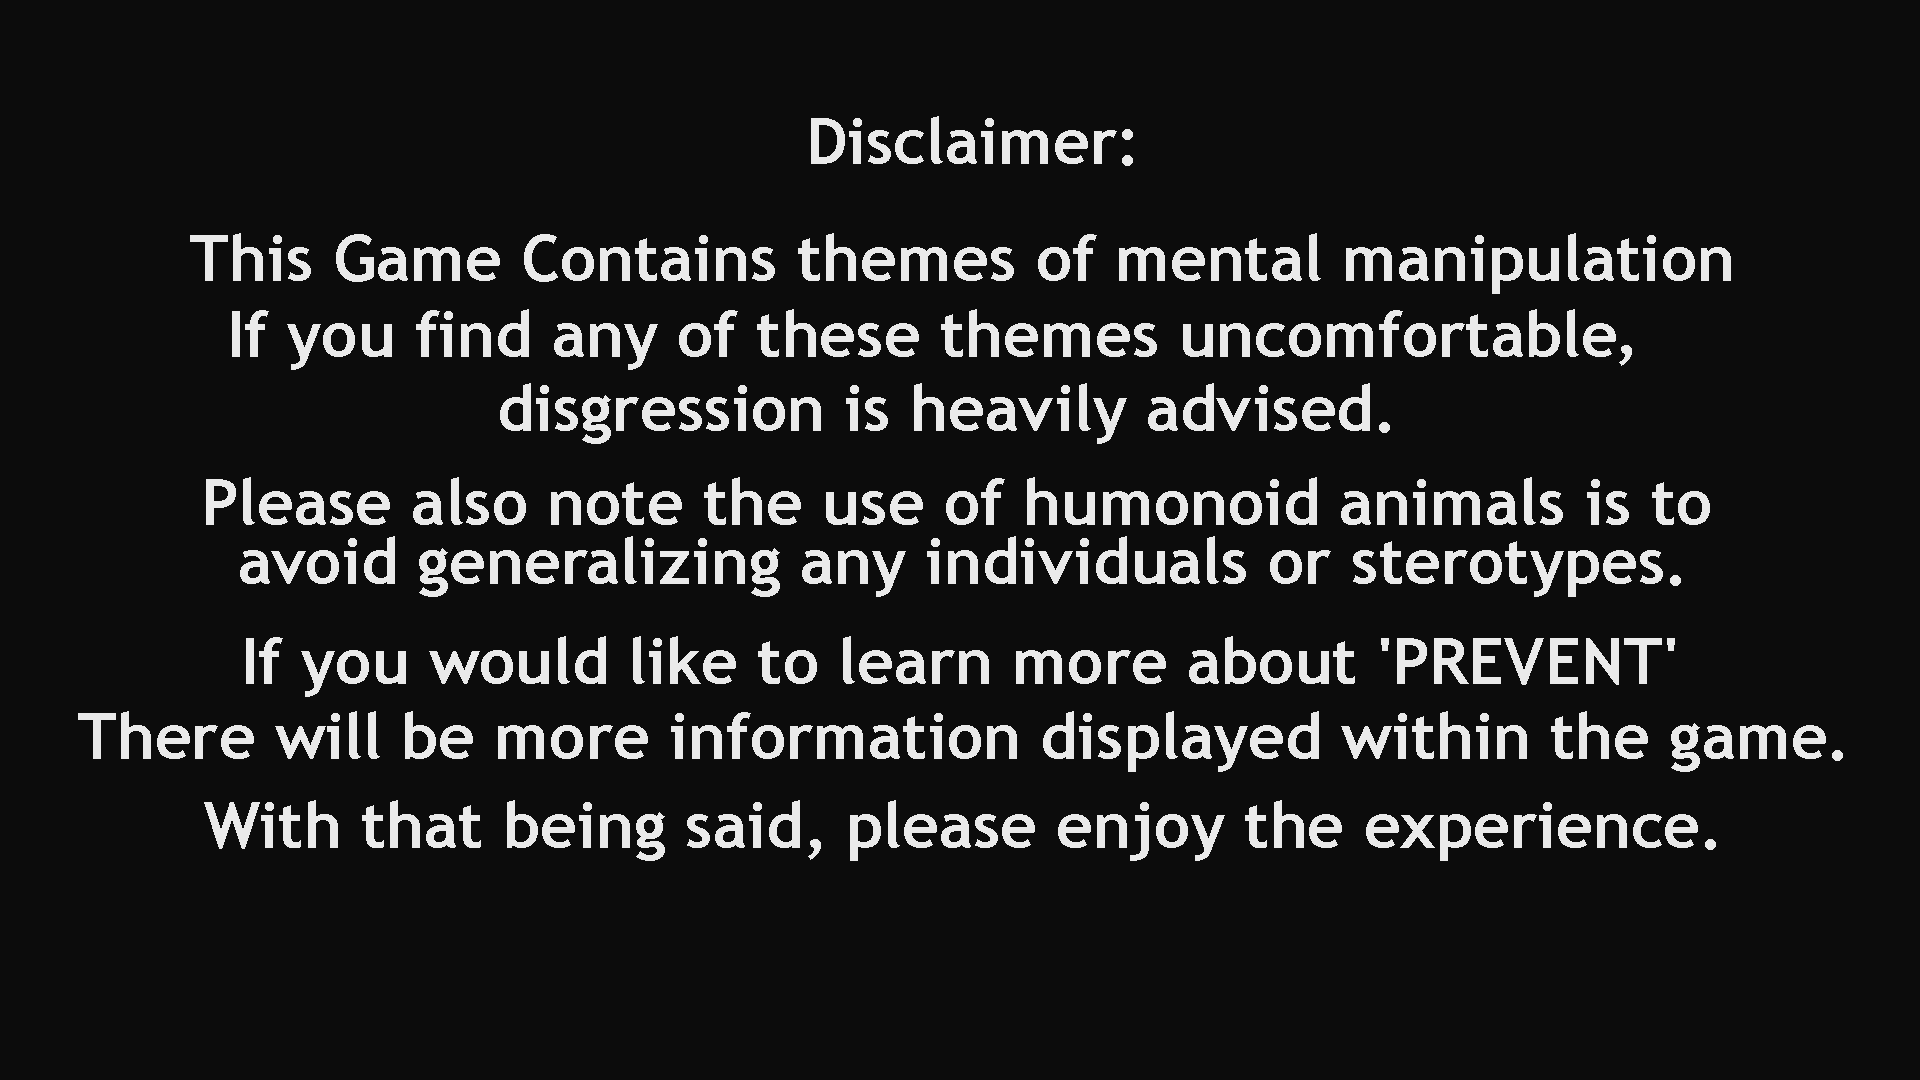 Disclaimer:
This Game Contains themes of mental manipulation
If you find any of these themes uncomfortable,
disgression is heavily advised.
Please also note the use of humonoid animals is to
avoid generalizing any individuals or sterotypes.
If you would like to learn more about 'PREVENT'
There will be more information displayed within the game.
With that being said, please enjoy the experience.